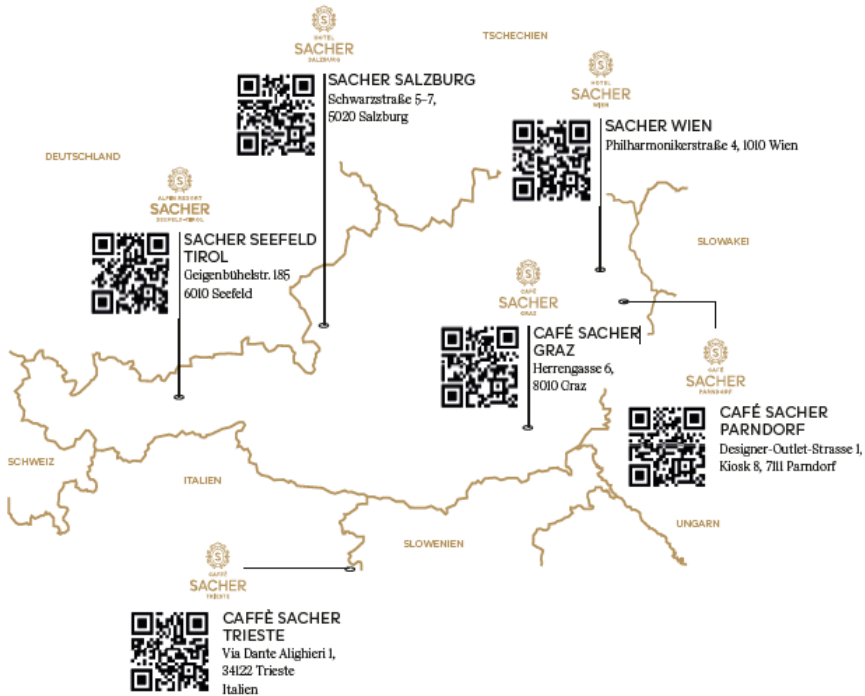 HOTEL
SACHER
SALZBURG
TSCHECHIEN
SACHER SALZBURG
Schwarzstraße 5–7,
5020 Salzburg
HOTEL
SACHER
WIEN
SACHER WIEN
Philharmonikerstraße 4, 1010 Wien
DEUTSCHLAND
ALPIN RESORT
SACHER
SEEFELD–TIROL
SACHER SEEFELD
TIROL
Geigenbühelstr. 185
6010 Seefeld
SLOWAKEI
CAFÉ
SACHER
GRAZ
CAFÉ SACHER
GRAZ
Herrengasse 6,
8010 Graz
CAFÉ
SACHER
PARNDORF
CAFÉ SACHER
PARNDORF
Designer-Outlet-Strasse 1,
Kiosk 8, 7111 Parndorf
SCHWEIZ
ITALIEN
SLOWENIEN
UNGARN
CAFFÈ
SACHER
TRIESTE
CAFFÈ SACHER
TRIESTE
Via Dante Alighieri 1,
34122 Trieste
Italien